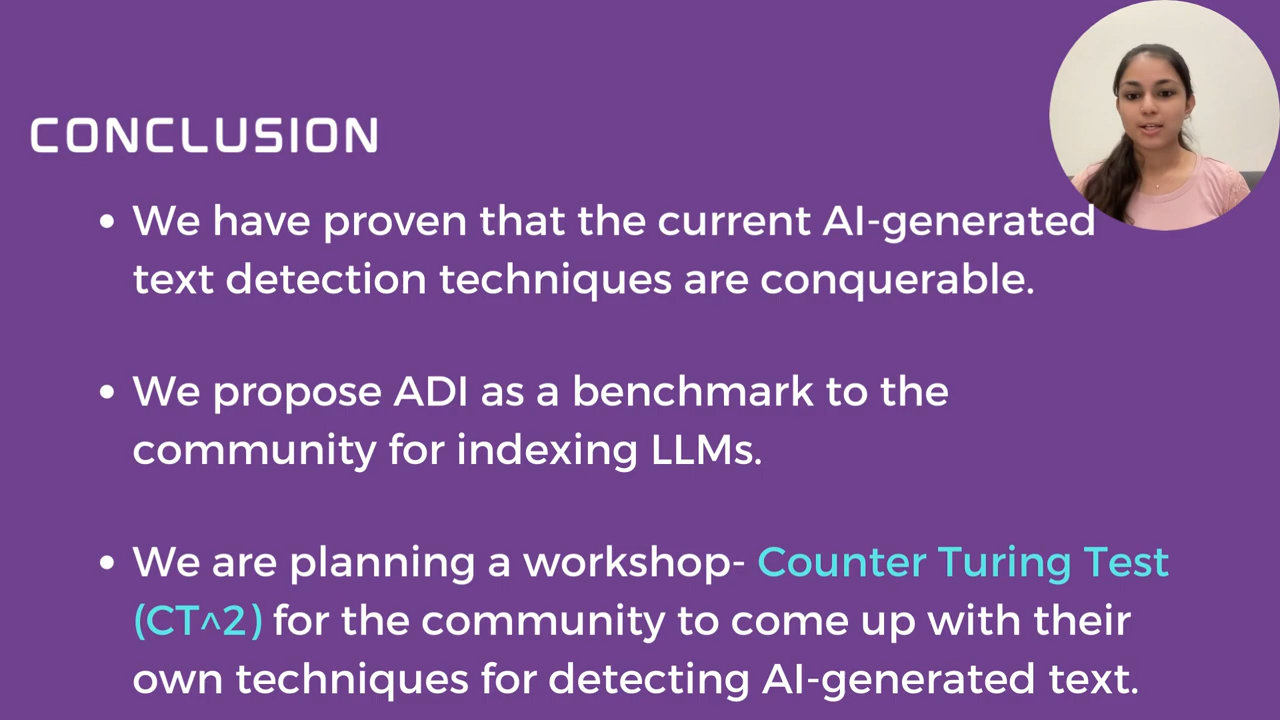 CONCLUSION
• We have proven that the current AI-generated
text detection techniques are conquerable.
• We propose ADI as a benchmark to the
community for indexing LLMs.
• We are planning a workshop- Counter Turing Test
(CT^2) for the community to come up with their
own techniques for detecting AI-generated text.